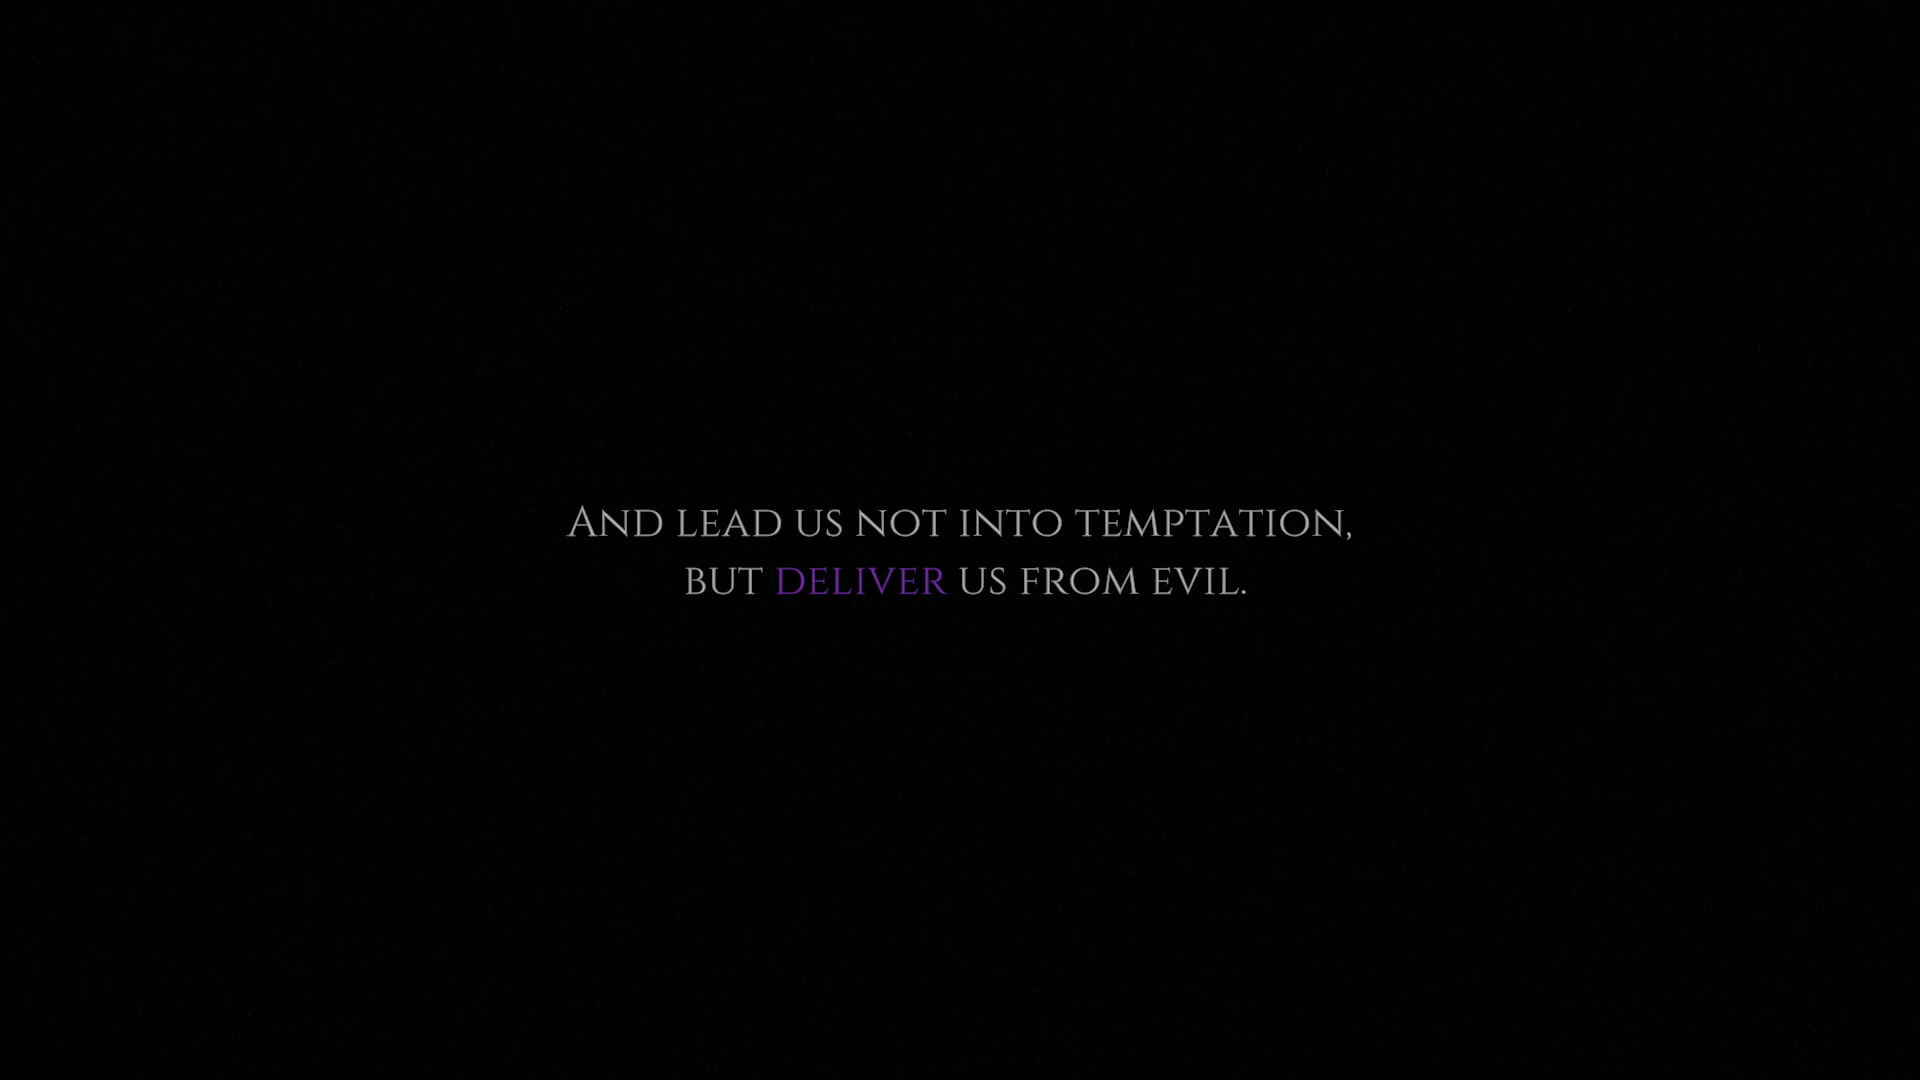 And lead us not into temptation,
but deliver us from evil.